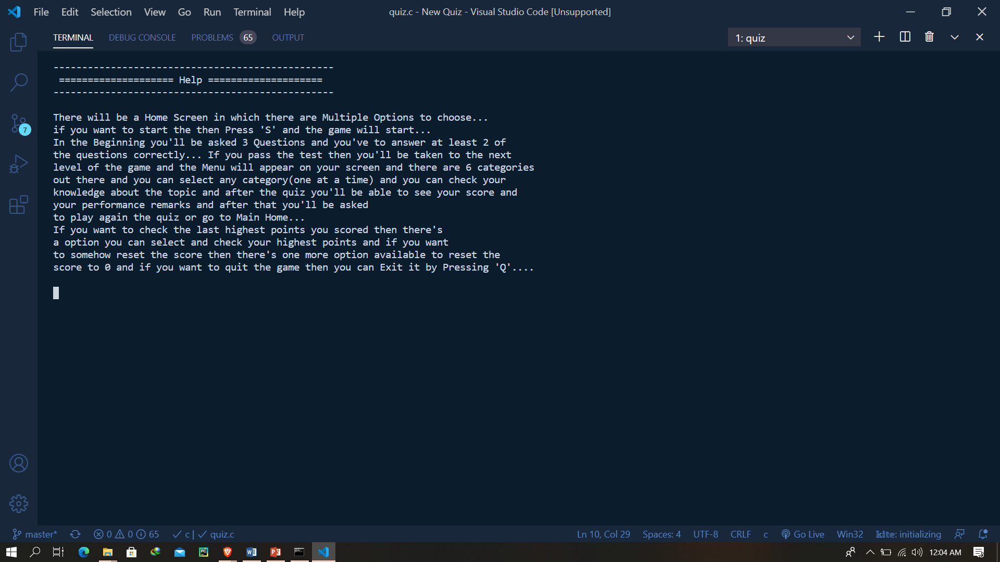 File Edit Selection View Go Run Terminal Help quiz.c - New Quiz - Visual Studio Code [Unsupported]
TERMINAL DEBUG CONSOLE PROBLEMS 65 OUTPUT 1: quiz
-------------------------------------------------
==================== Help ====================
-------------------------------------------------
There will be a Home Screen in which there are Multiple Options to choose...
if you want to start the then Press 'S' and the game will start...
In the Beginning you'll be asked 3 Questions and you've to answer at least 2 of
the questions correctly... If you pass the test then you'll be taken to the next
level of the game and the Menu will appear on your screen and there are 6 categories
out there and you can select any category(one at a time) and you can check your
knowledge about the topic and after the quiz you'll be able to see your score and
your performance remarks and after that you'll be asked
to play again the quiz or go to Main Home...
If you want to check the last highest points you scored then there's
a option you can select and check your highest points and if you want
to somehow reset the score then there's one more option available to reset the
score to 0 and if you want to quit the game then you can Exit it by Pressing 'Q'....
7
master* 0 0 65 c | quiz.c Ln 10, Col 29 Spaces: 4 UTF-8 CRLF c Go Live Win32 kite: initializing
12:04 AM